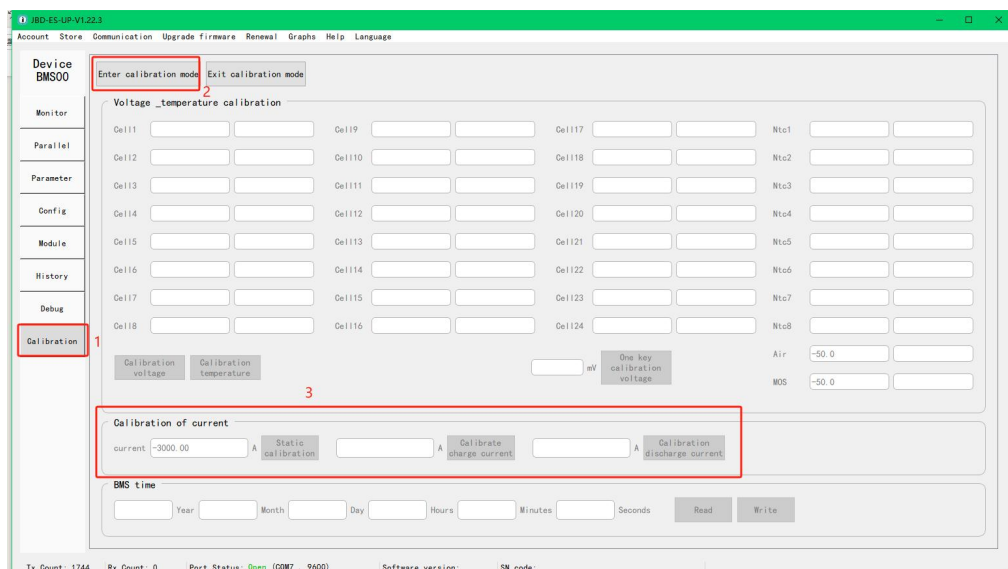 JBD-ES-UP-V1.22.3
Account Store Communication Upgrade firmware Renewal Graphs Help Language
Device
BMS00
Enter calibration mode Exit calibration mode
2
Monitor
Parallel
Parameter
Config
Module
History
Debug
Calibration
1
Voltage _temperature calibration
Cell1 Cell9 Cell17 Ntc1
Cell2 Cell10 Cell18 Ntc2
Cell3 Cell11 Cell19 Ntc3
Cell4 Cell12 Cell20 Ntc4
Cell5 Cell13 Cell21 Ntc5
Cell6 Cell14 Cell22 Ntc6
Cell7 Cell15 Cell23 Ntc7
Cell8 Cell16 Cell24 Ntc8
Air -50.0
MOS -50.0
Calibration
voltage
Calibration
temperature
mV
One key
calibration
voltage
3
Calibration of current
current -3000.00 A
Static
calibration
A
Calibrate
charge current
A
Calibration
discharge current
BMS time
Year Month Day Hours Minutes Seconds Read Write
Tx Count: 1744 Rx Count: 0 Port Status: Open (COM7 9600) Software version: SN code: